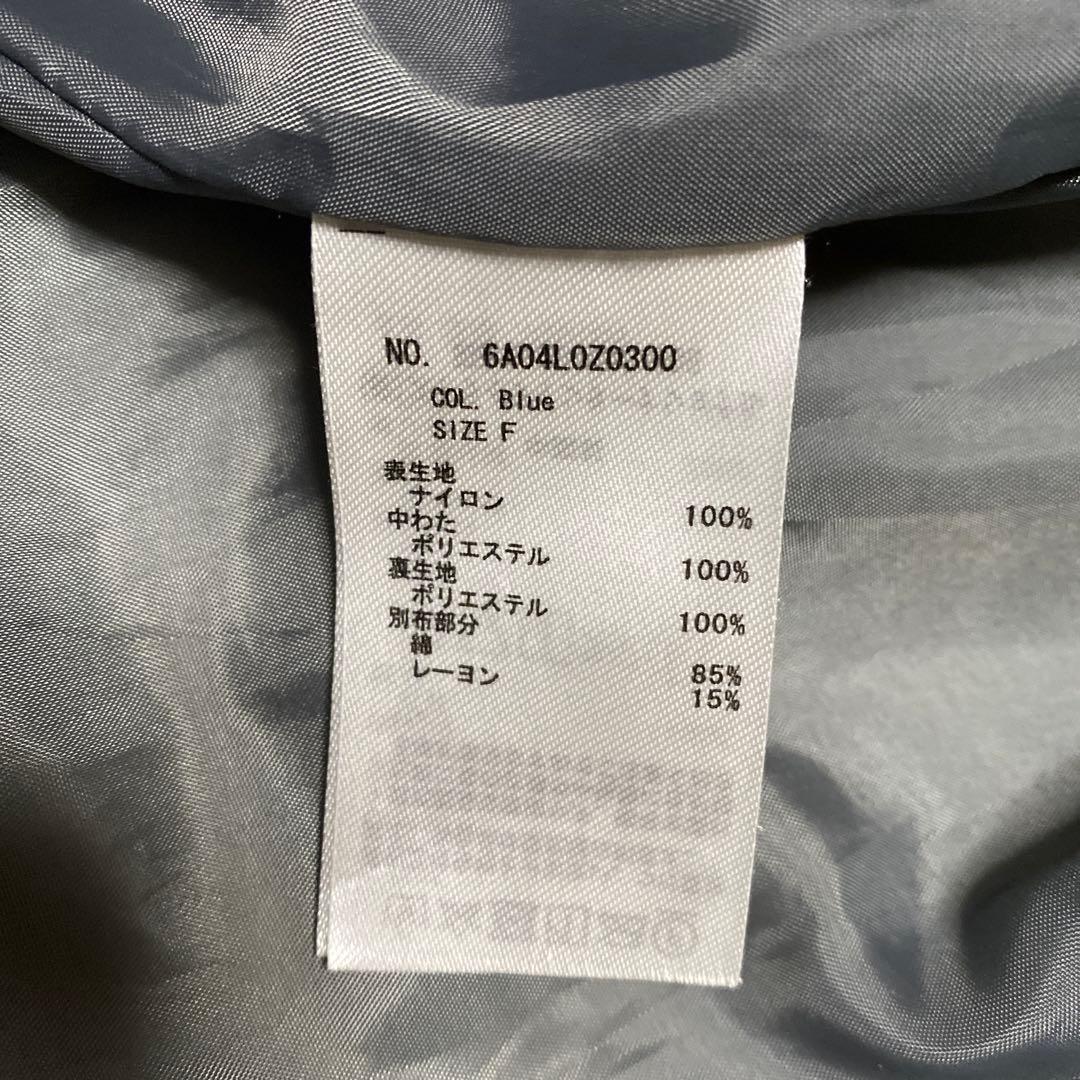 NO. 6A04L0Z0300
COL. Blue
SIZE F
表生地
ナイロン 100%
中わた
ポリエステル 100%
裏生地
ポリエステル 100%
別布部分
綿 85%
レーヨン 15%